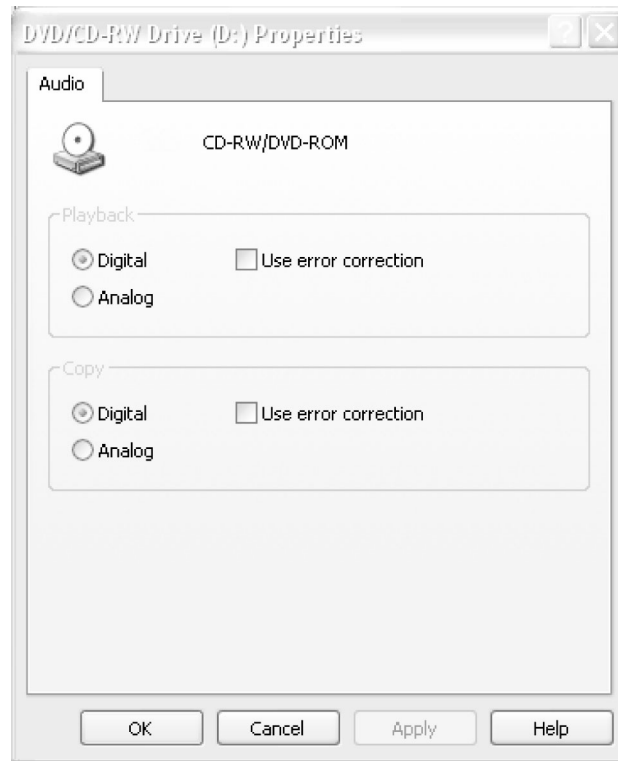 DVD/CD-RW Drive (D:) Properties
Audio
CD-RW/DVD-ROM
Playback
Digital Use error correction
Analog
Copy
Digital Use error correction
Analog
OK Cancel Apply Help